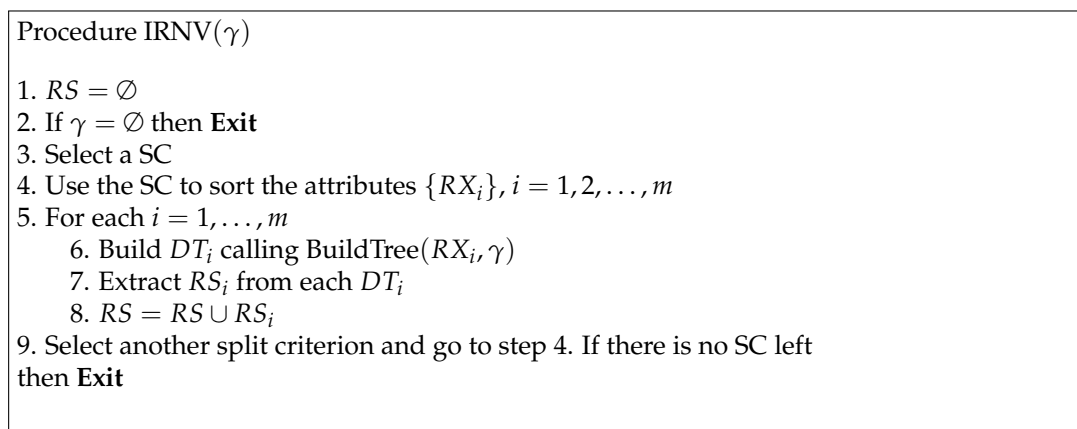 Procedure IRNV(γ)
1. RS = ∅
2. If γ = ∅ then Exit
3. Select a SC
4. Use the SC to sort the attributes {RXᵢ}, i = 1, 2, . . . , m
5. For each i = 1, . . . , m
6. Build DTᵢ calling BuildTree(RXᵢ, γ)
7. Extract RSᵢ from each DTᵢ
8. RS = RS ∪ RSᵢ
9. Select another split criterion and go to step 4. If there is no SC left
then Exit